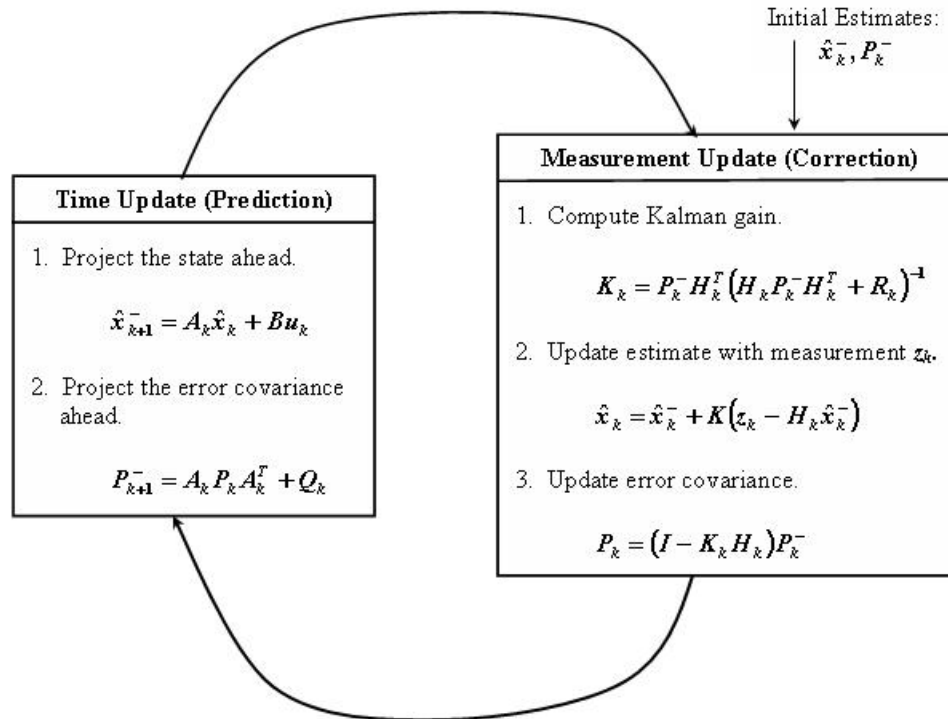 Initial Estimates:
x̂ₖ⁻, Pₖ⁻
Time Update (Prediction)
1. Project the state ahead.
x̂ₖ₊₁⁻ = Aₖx̂ₖ + Buₖ
2. Project the error covariance
ahead.
Pₖ₊₁⁻ = AₖPₖAₖᵀ + Qₖ
Measurement Update (Correction)
1. Compute Kalman gain.
Kₖ = Pₖ⁻Hₖᵀ(HₖPₖ⁻Hₖᵀ + Rₖ)⁻¹
2. Update estimate with measurement zₖ.
x̂ₖ = x̂ₖ⁻ + K(zₖ − Hₖx̂ₖ⁻)
3. Update error covariance.
Pₖ = (I − KₖHₖ)Pₖ⁻